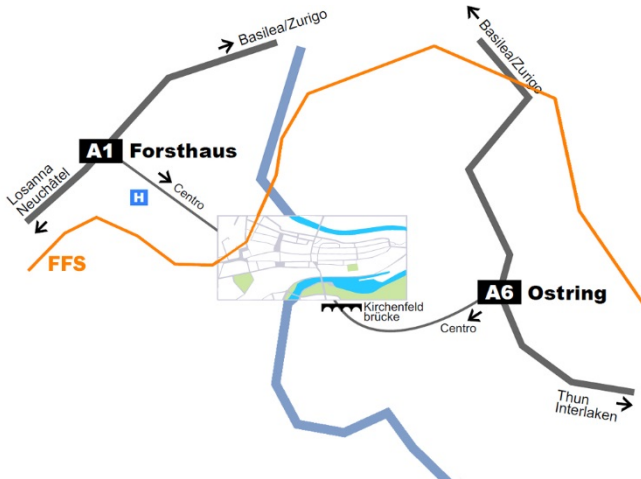 Basilea/Zurigo
Basilea/Zurigo
A1 Forsthaus
Losanna
Neuchâtel
Centro
H
FFS
A6 Ostring
Kirchenfeld
brücke
Centro
Thun
Interlaken